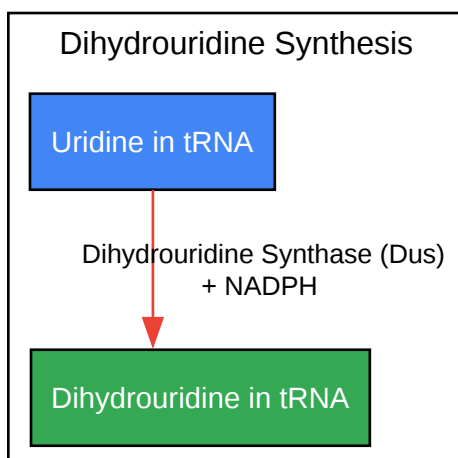 Dihydrouridine Synthesis
Uridine in tRNA
Dihydrouridine Synthase (Dus)
+ NADPH
Dihydrouridine in tRNA